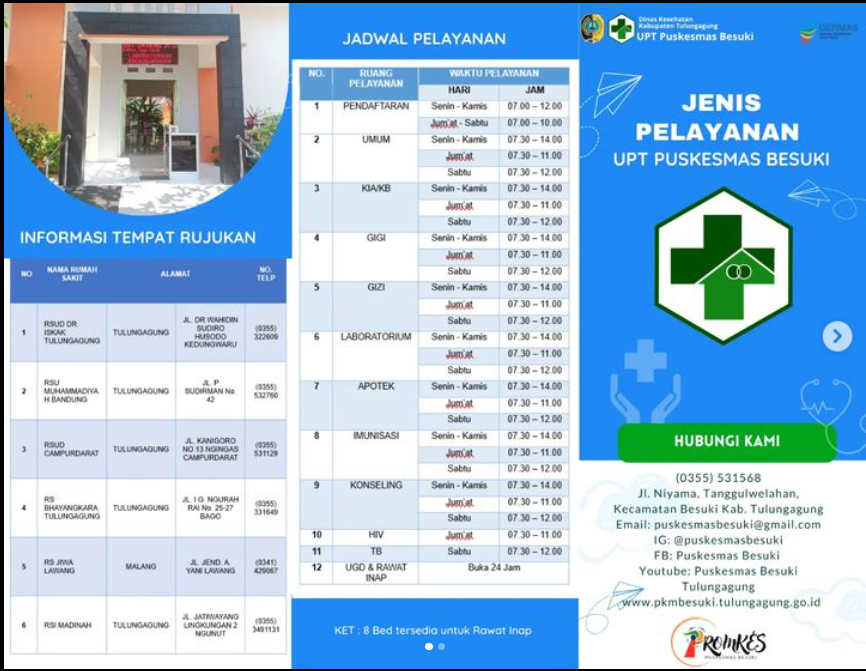 INFORMASI TEMPAT RUJUKAN
NO NAMA RUMAH SAKIT ALAMAT NO. TELP
1 RSUD DR. ISKAK TULUNGAGUNG TULUNGAGUNG JL. DR WAHIDIN SUDIRO HUSODO KEDUNGWARU (0355) 322609
2 RSU MUHAMMADIYA H BANDUNG TULUNGAGUNG JL. P SUDIRMAN No. 42 (0355) 532760
3 RSUD CAMPURDARAT TULUNGAGUNG JL. KANIGORO NO.13 NGINGAS CAMPURDARAT (0355) 531129
4 RS BHAYANGKARA TULUNGAGUNG TULUNGAGUNG JL. I G. NGURAH RAI No. 25-27 BAGO (0355) 331649
5 RS JIWA LAWANG MALANG JL. JEND. A. YANI LAWANG (0341) 429067
6 RSI MADINAH TULUNGAGUNG JL. JATIWAYANG LINGKUNGAN 2 NGUNUT (0355) 3401131
JADWAL PELAYANAN
NO. RUANG PELAYANAN WAKTU PELAYANAN
HARI JAM
1 PENDAFTARAN Senin - Kamis 07.00 – 12.00
Jum'at - Sabtu 07.00 – 10.00
2 UMUM Senin - Kamis 07.30 – 14.00
Jum'at 07.30 – 11.00
Sabtu 07.30 – 12.00
3 KIA/KB Senin - Kamis 07.30 – 14.00
Jum'at 07.30 – 11.00
Sabtu 07.30 – 12.00
4 GIGI Senin - Kamis 07.30 – 14.00
Jum'at 07.30 – 11.00
Sabtu 07.30 – 12.00
5 GIZI Senin - Kamis 07.30 – 14.00
Jum'at 07.30 – 11.00
Sabtu 07.30 – 12.00
6 LABORATORIUM Senin - Kamis 07.30 – 14.00
Jum'at 07.30 – 11.00
Sabtu 07.30 – 12.00
7 APOTEK Senin - Kamis 07.30 – 14.00
Jum'at 07.30 – 11.00
Sabtu 07.30 – 12.00
8 IMUNISASI Senin - Kamis 07.30 – 14.00
Jum'at 07.30 – 11.00
Sabtu 07.30 – 12.00
9 KONSELING Senin - Kamis 07.30 – 14.00
Jum'at 07.30 – 11.00
Sabtu 07.30 – 12.00
10 HIV Jum'at 07.30 – 11.00
11 TB Sabtu 07.30 – 12.00
12 UGD & RAWAT INAP Buka 24 Jam
KET : 8 Bed tersedia untuk Rawat Inap
Dinas Kesehatan
Kabupaten Tulungagung
UPT Puskesmas Besuki
GERMAS
JENIS
PELAYANAN
UPT PUSKESMAS BESUKI
HUBUNGI KAMI
(0355) 531568
Jl. Niyama, Tanggulwelahan,
Kecamatan Besuki Kab. Tulungagung
Email: puskesmasbesuki@gmail.com
IG: @puskesmasbesuki
FB: Puskesmas Besuki
Youtube: Puskesmas Besuki
Tulungagung
www.pkmbesuki.tulungagung.go.id
PROMKES
PUSKESMAS BESUKI